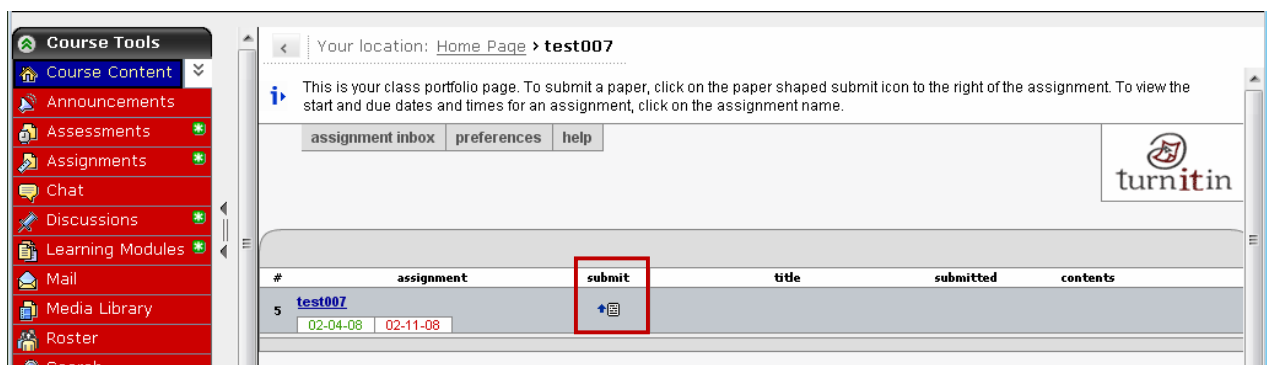 Course Tools
Course Content
Announcements
Assessments
Assignments
Chat
Discussions
Learning Modules
Mail
Media Library
Roster
Search
Your location: Home Page › test007
This is your class portfolio page. To submit a paper, click on the paper shaped submit icon to the right of the assignment. To view the
start and due dates and times for an assignment, click on the assignment name.
assignment inbox preferences help
turnitin
# assignment submit title submitted contents
5 test007
02-04-08 02-11-08